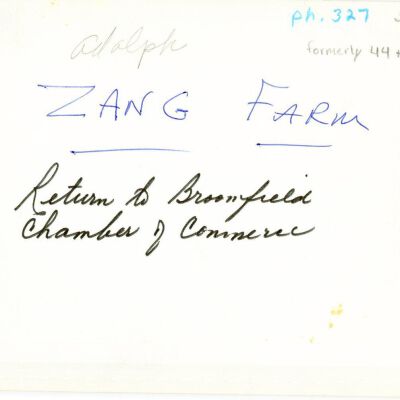 ph. 327
formerly 44
adolph
ZANG FARM
Return to Broomfield
Chamber of Commerce